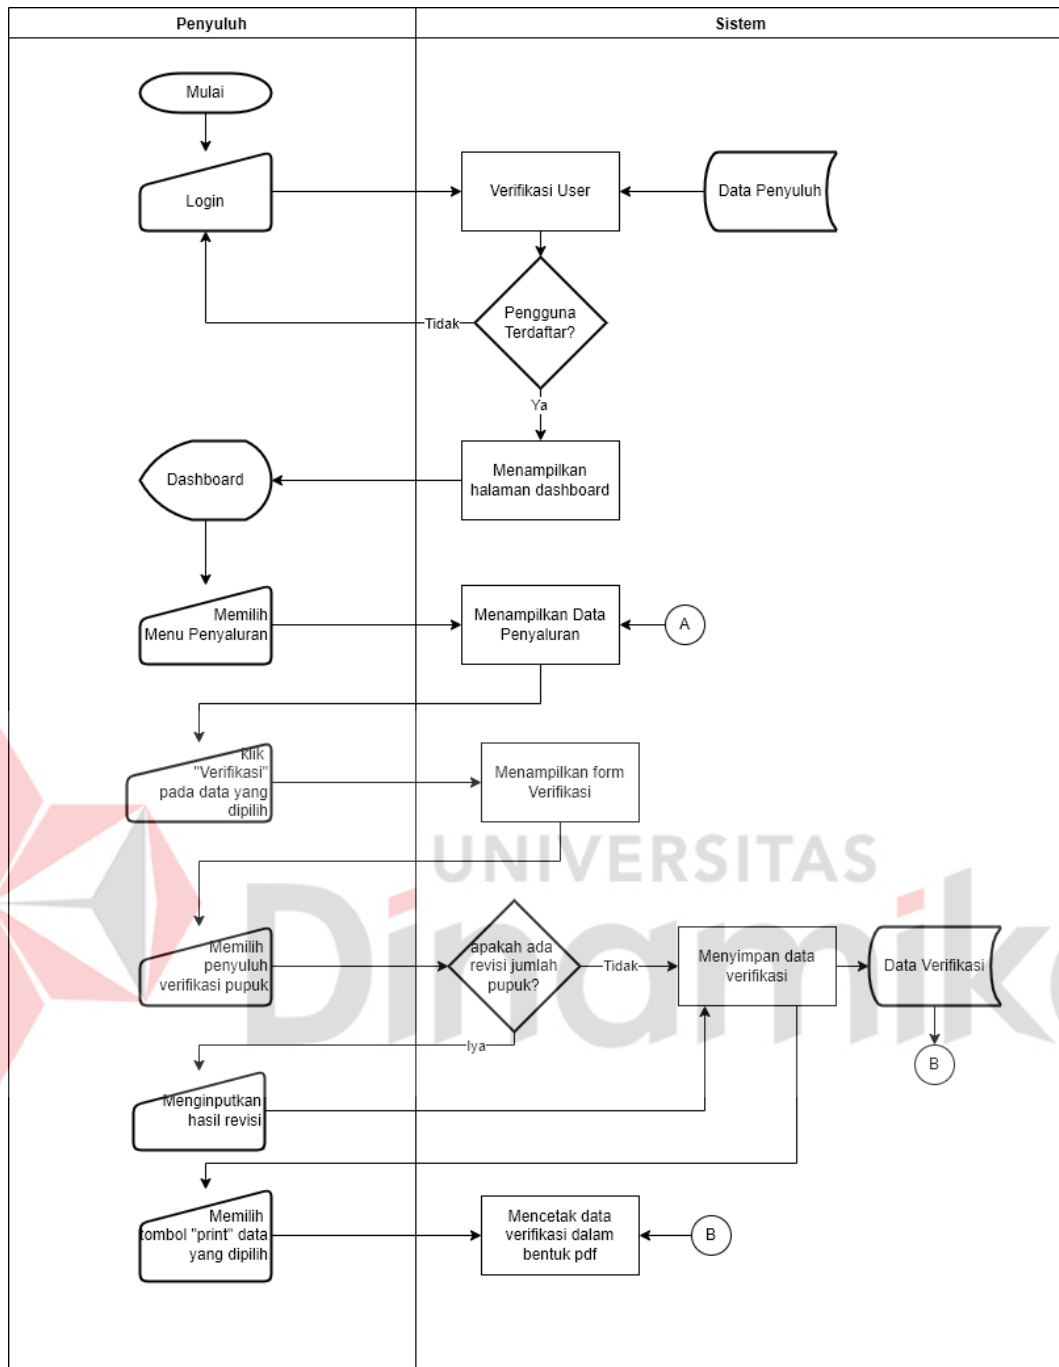 Penyuluh
Sistem
Mulai
Login
Verifikasi User
Data Penyuluh
Pengguna
Terdaftar?
Tidak
Ya
Dashboard
Menampilkan
halaman dashboard
Memilih
Menu Penyaluran
Menampilkan Data
Penyaluran
A
klik
"Verifikasi"
pada data yang
dipilih
Menampilkan form
Verifikasi
UNIVERSITAS
Dinamika
Memilih
penyuluh
verifikasi pupuk
apakah ada
revisi jumlah
pupuk?
Tidak
Menyimpan data
verifikasi
Data Verifikasi
Iya
B
Menginputkan
hasil revisi
Memilih
tombol "print" data
yang dipilih
Mencetak data
verifikasi dalam
bentuk pdf
B